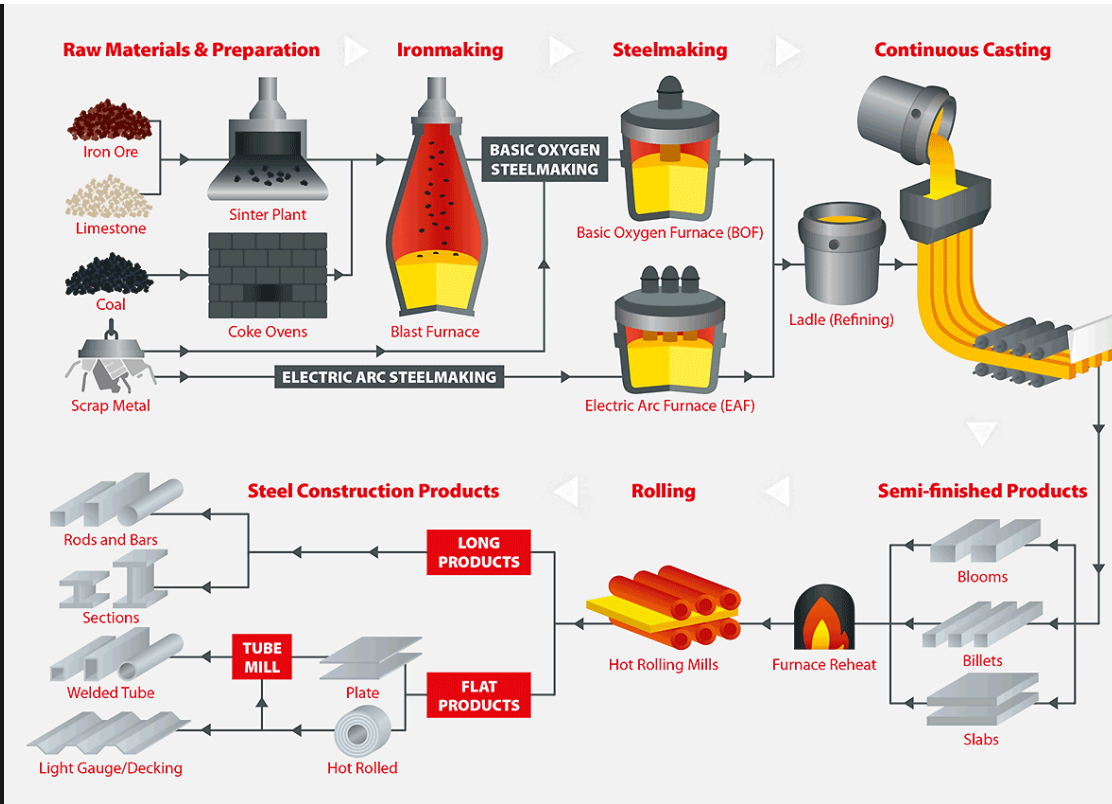 Raw Materials & Preparation
Ironmaking
Steelmaking
Continuous Casting
Iron Ore
Limestone
Sinter Plant
Coal
Coke Ovens
Scrap Metal
Blast Furnace
BASIC OXYGEN
STEELMAKING
ELECTRIC ARC STEELMAKING
Basic Oxygen Furnace (BOF)
Electric Arc Furnace (EAF)
Ladle (Refining)
Steel Construction Products
Rolling
Semi-finished Products
Rods and Bars
Sections
LONG
PRODUCTS
Welded Tube
TUBE
MILL
Plate
FLAT
PRODUCTS
Light Gauge/Decking
Hot Rolled
Hot Rolling Mills
Furnace Reheat
Blooms
Billets
Slabs